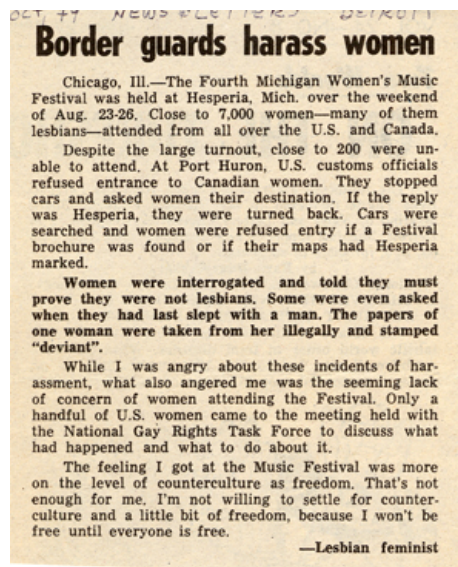 OCT, 79 NEWS & LETTERS DETROIT
Border guards harass women
Chicago, Ill.—The Fourth Michigan Women's Music
Festival was held at Hesperia, Mich. over the weekend
of Aug. 23-26. Close to 7,000 women—many of them
lesbians—attended from all over the U.S. and Canada.
Despite the large turnout, close to 200 were un-
able to attend. At Port Huron, U.S. customs officials
refused entrance to Canadian women. They stopped
cars and asked women their destination. If the reply
was Hesperia, they were turned back. Cars were
searched and women were refused entry if a Festival
brochure was found or if their maps had Hesperia
marked.
Women were interrogated and told they must
prove they were not lesbians. Some were even asked
when they had last slept with a man. The papers of
one woman were taken from her illegally and stamped
"deviant".
While I was angry about these incidents of har-
assment, what also angered me was the seeming lack
of concern of women attending the Festival. Only a
handful of U.S. women came to the meeting held with
the National Gay Rights Task Force to discuss what
had happened and what to do about it.
The feeling I got at the Music Festival was more
on the level of counterculture as freedom. That's not
enough for me. I'm not willing to settle for counter-
culture and a little bit of freedom, because I won't be
free until everyone is free.
—Lesbian feminist